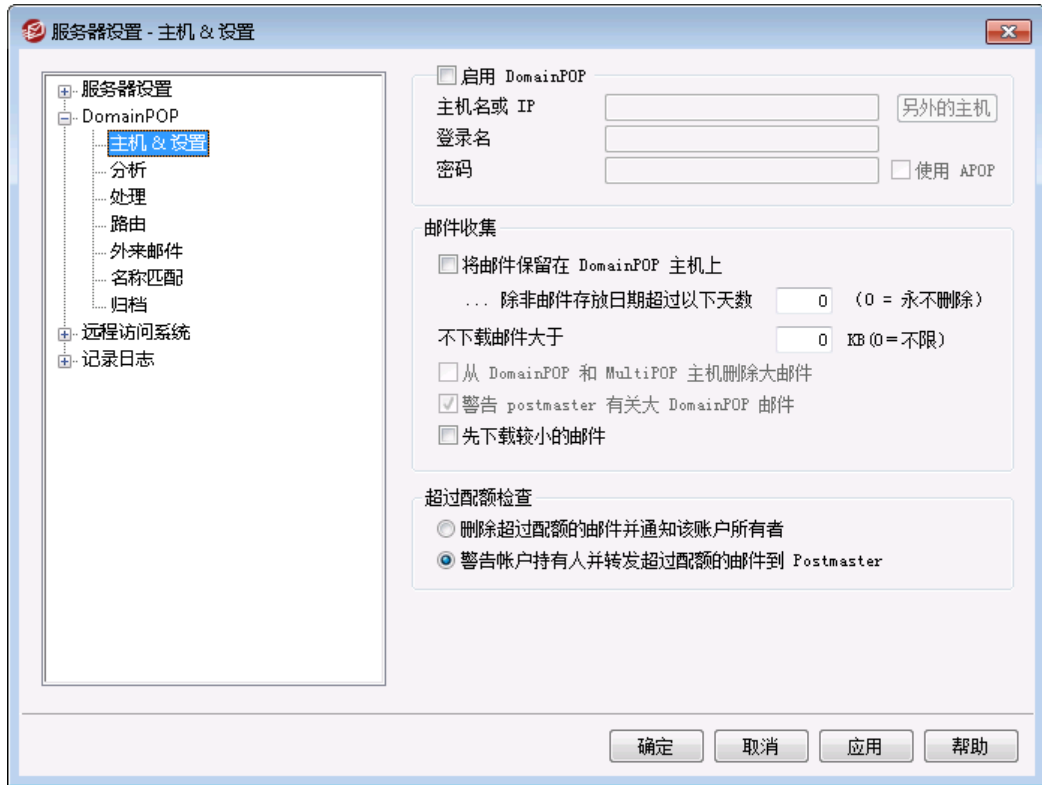 服务器设置 - 主机 & 设置
服务器设置
DomainPOP
主机 & 设置
分析
处理
路由
外来邮件
名称匹配
归档
远程访问系统
记录日志
启用 DomainPOP
主机名或 IP
另外的主机
登录名
密码
使用 APOP
邮件收集
将邮件保留在 DomainPOP 主机上
... 除非邮件存放日期超过以下天数 0 (0 = 永不删除)
不下载邮件大于 0 KB(0=不限)
从 DomainPOP 和 MultiPOP 主机删除大邮件
警告 postmaster 有关大 DomainPOP 邮件
先下载较小的邮件
超过配额检查
删除超过配额的邮件并通知该账户所有者
警告帐户持有人并转发超过配额的邮件到 Postmaster
确定 取消 应用 帮助